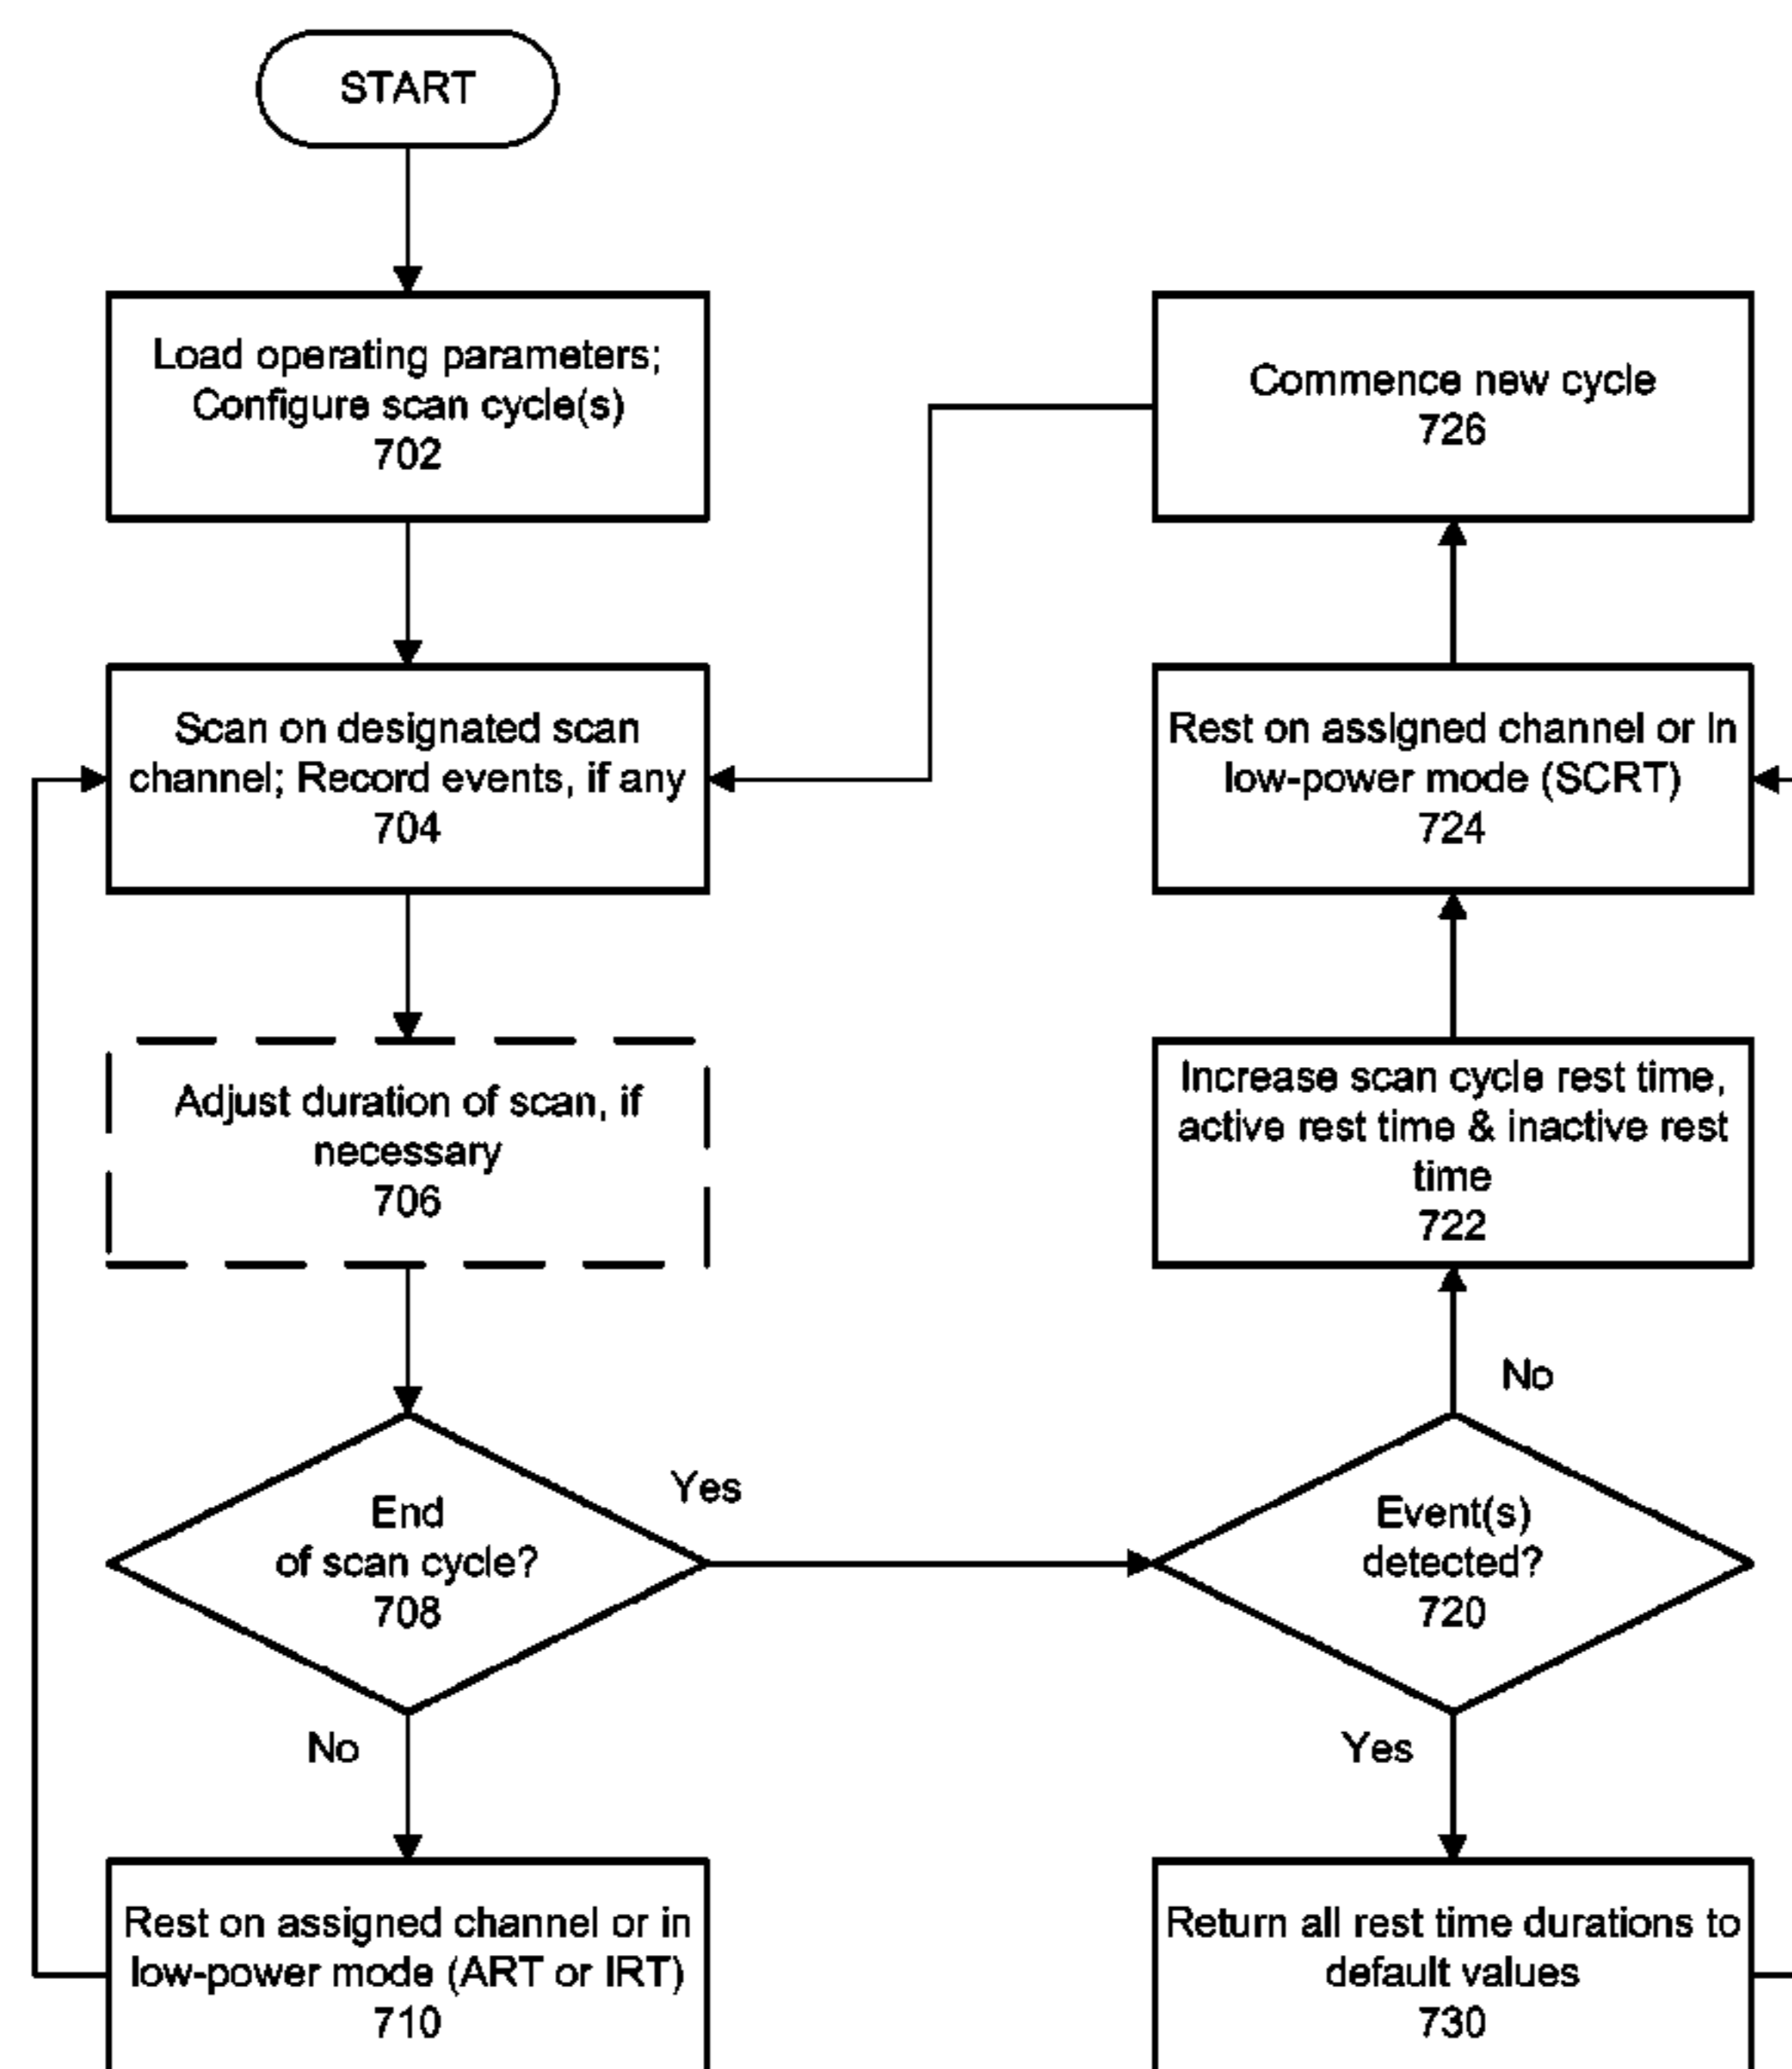 START
Load operating parameters;
Configure scan cycle(s)
702
Commence new cycle
726
Scan on designated scan
channel; Record events, if any
704
Rest on assigned channel or in
low-power mode (SCRT)
724
Adjust duration of scan, if
necessary
706
Increase scan cycle rest time,
active rest time & inactive rest
time
722
No
Yes
End
of scan cycle?
708
Event(s)
detected?
720
No
Yes
Rest on assigned channel or in
low-power mode (ART or IRT)
710
Return all rest time durations to
default values
730